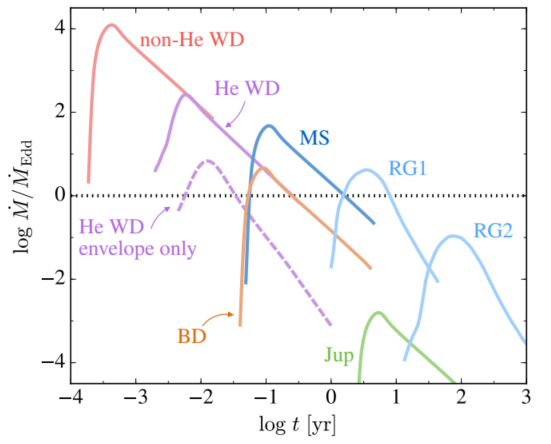 4
2
0
−2
−4
log Ṁ/Ṁ_Edd
non-He WD
He WD
MS
RG1
RG2
He WD
envelope only
BD
Jup
−4 −3 −2 −1 0 1 2 3
log t [yr]